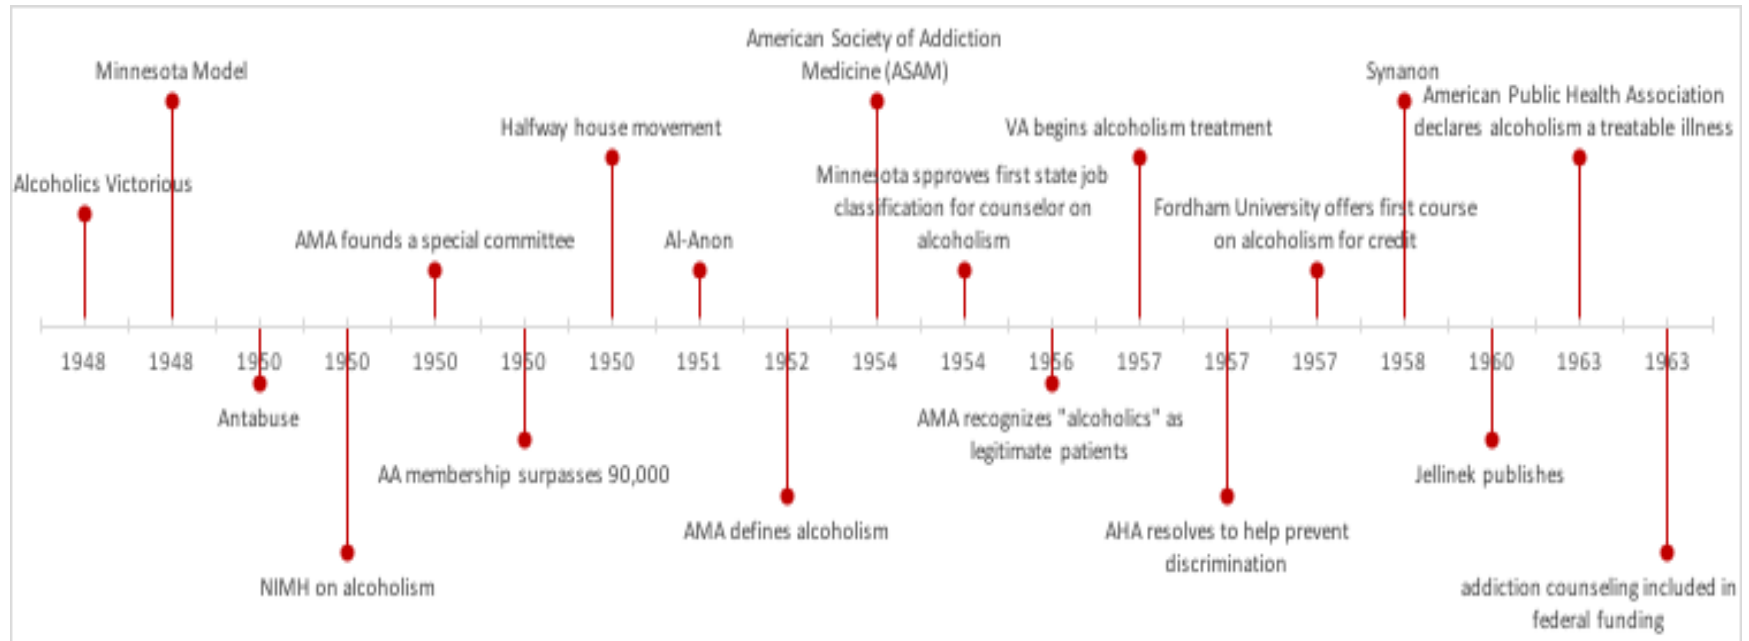 American Society of Addiction
Medicine (ASAM)
Minnesota Model
Synanon
American Public Health Association
declares alcoholism a treatable illness
Halfway house movement
VA begins alcoholism treatment
Alcoholics Victorious
Minnesota spproves first state job
classification for counselor on
alcoholism
Fordham University offers first course
on alcoholism for credit
AMA founds a special committee
Al-Anon
1948 1948 1950 1950 1950 1950 1950 1951 1952 1954 1954 1956 1957 1957 1957 1958 1960 1963 1963
Antabuse
AMA recognizes "alcoholics" as
legitimate patients
AA membership surpasses 90,000
Jellinek publishes
AMA defines alcoholism
AHA resolves to help prevent
discrimination
NIMH on alcoholism
addiction counseling included in
federal funding